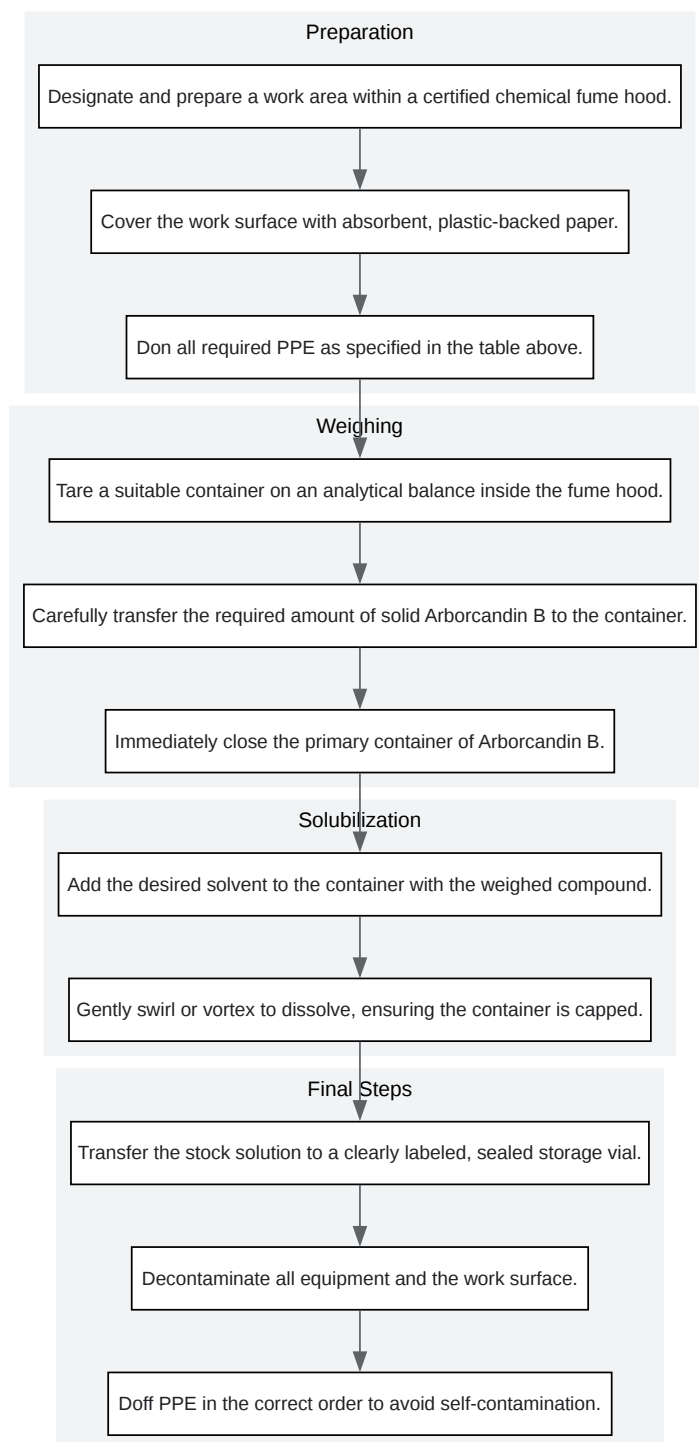 Preparation
Designate and prepare a work area within a certified chemical fume hood.
Cover the work surface with absorbent, plastic-backed paper.
Don all required PPE as specified in the table above.
Weighing
Tare a suitable container on an analytical balance inside the fume hood.
Carefully transfer the required amount of solid Arborcandin B to the container.
Immediately close the primary container of Arborcandin B.
Solubilization
Add the desired solvent to the container with the weighed compound.
Gently swirl or vortex to dissolve, ensuring the container is capped.
Final Steps
Transfer the stock solution to a clearly labeled, sealed storage vial.
Decontaminate all equipment and the work surface.
Doff PPE in the correct order to avoid self-contamination.